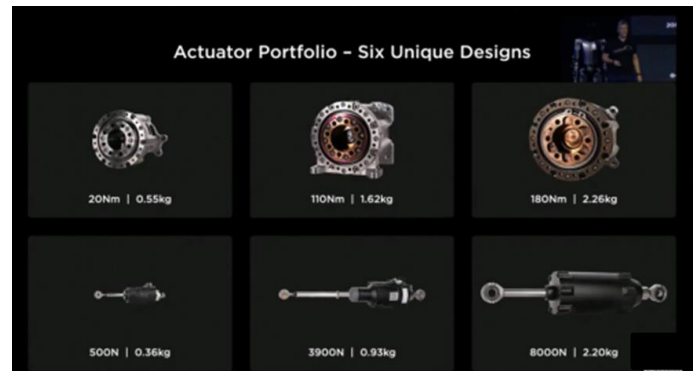 Actuator Portfolio – Six Unique Designs
20Nm | 0.55kg
110Nm | 1.62kg
180Nm | 2.26kg
500N | 0.36kg
3900N | 0.93kg
8000N | 2.20kg